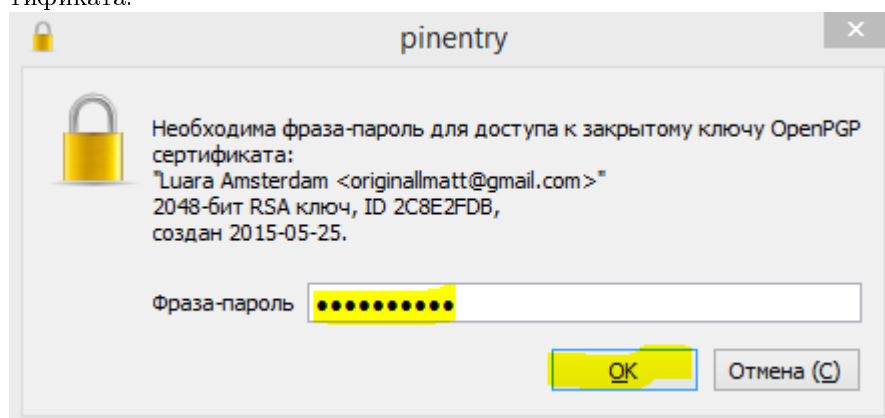 тификата.
pinentry
Необходима фраза-пароль для доступа к закрытому ключу OpenPGP
сертификата:
"Luara Amsterdam <originallmatt@gmail.com>"
2048-бит RSA ключ, ID 2C8E2FDB,
создан 2015-05-25.
Фраза-пароль ●●●●●●●●●●
OK Отмена (C)